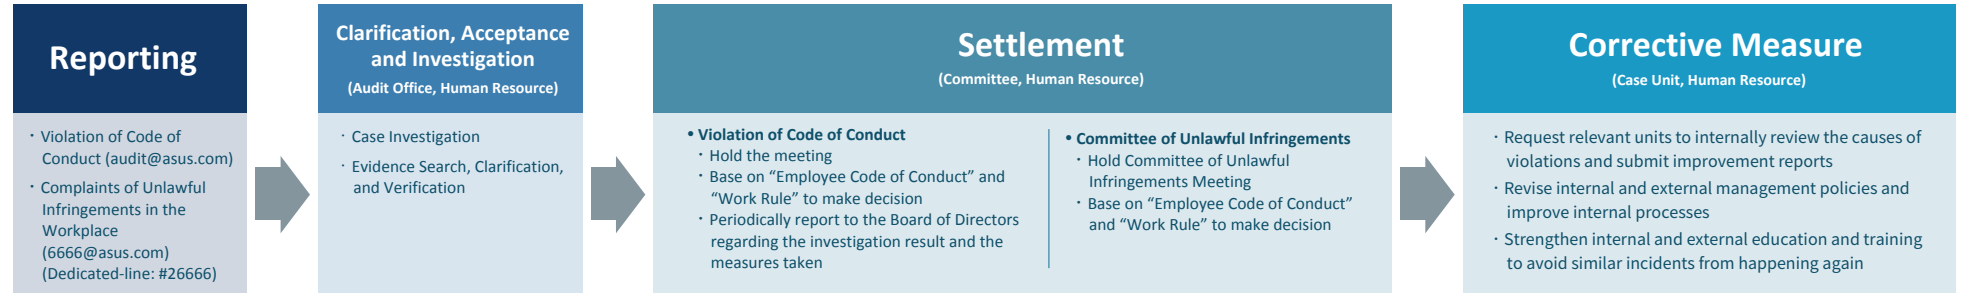 Reporting
· Violation of Code of
Conduct (audit@asus.com)
· Complaints of Unlawful
Infringements in the
Workplace
(6666@asus.com)
(Dedicated-line: #26666)
Clarification, Acceptance
and Investigation
(Audit Office, Human Resource)
· Case Investigation
· Evidence Search, Clarification,
and Verification
Settlement
(Committee, Human Resource)
• Violation of Code of Conduct
· Hold the meeting
· Base on “Employee Code of Conduct” and
“Work Rule” to make decision
· Periodically report to the Board of Directors
regarding the investigation result and the
measures taken
• Committee of Unlawful Infringements
· Hold Committee of Unlawful
Infringements Meeting
· Base on “Employee Code of Conduct”
and “Work Rule” to make decision
Corrective Measure
(Case Unit, Human Resource)
· Request relevant units to internally review the causes of
violations and submit improvement reports
· Revise internal and external management policies and
improve internal processes
· Strengthen internal and external education and training
to avoid similar incidents from happening again